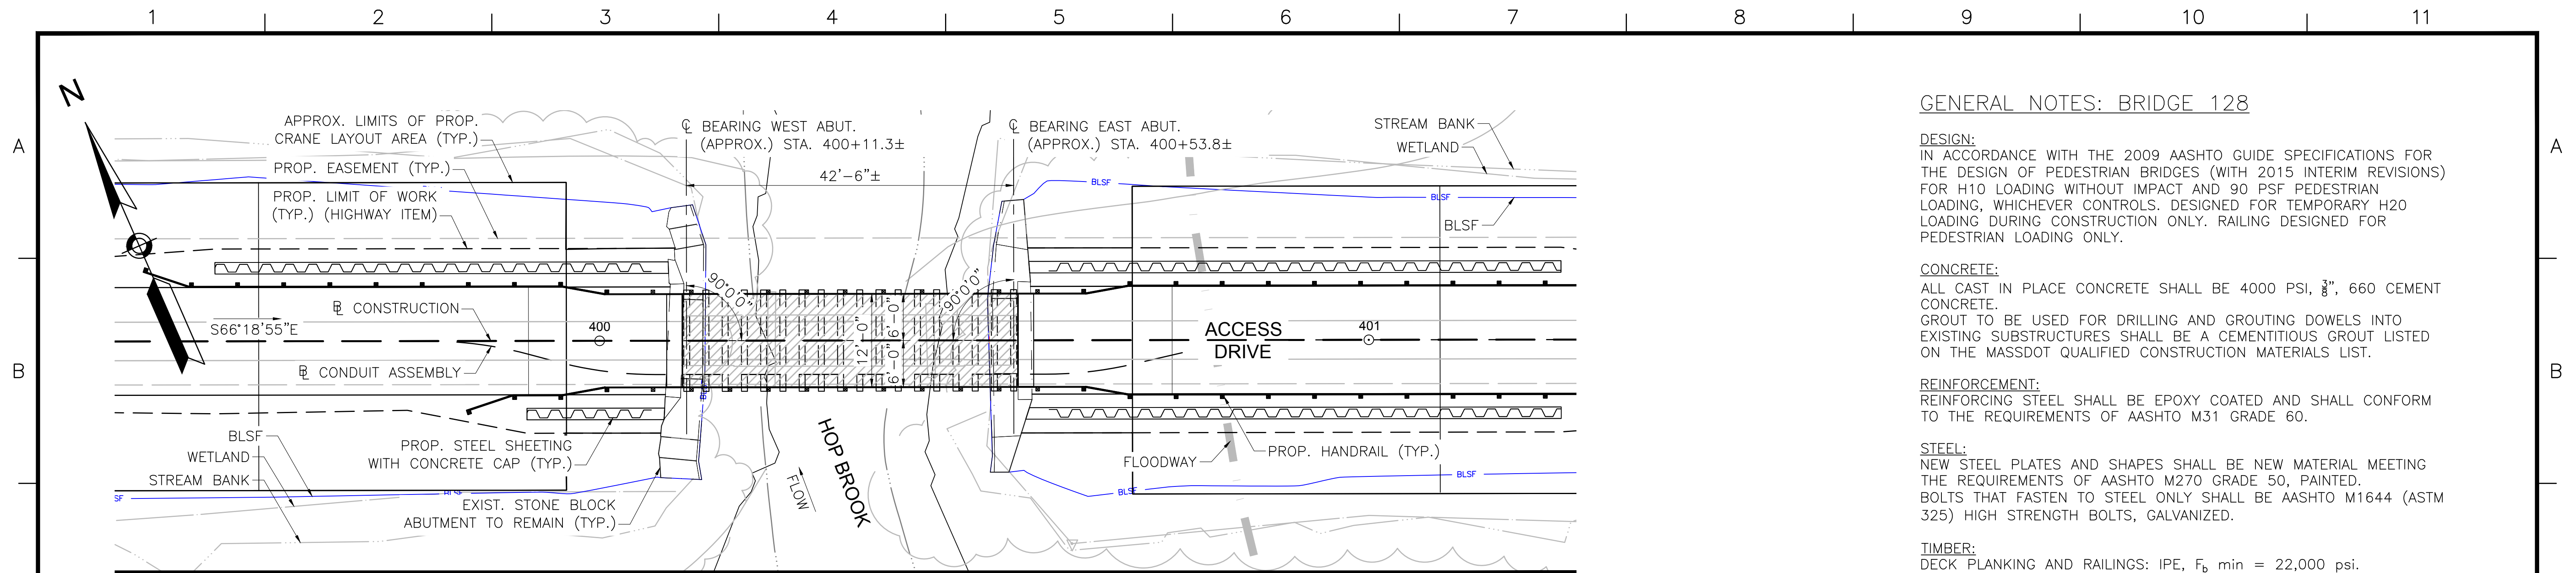 1 2 3 4 5 6 7 8 9 10 11
A
B
N
APPROX. LIMITS OF PROP.
CRANE LAYOUT AREA (TYP.)
PROP. EASEMENT (TYP.)
PROP. LIMIT OF WORK
(TYP.) (HIGHWAY ITEM)
℄ BEARING WEST ABUT.
(APPROX.) STA. 400+11.3±
℄ BEARING EAST ABUT.
(APPROX.) STA. 400+53.8±
42'-6"±
STREAM BANK
WETLAND
BLSF
BLSF
BLSF
90°0'0"
90°0'0"
S66°18'55"E
℄ CONSTRUCTION
℄ CONDUIT ASSEMBLY
400
12'-0"
6'-0"
6'-0"
ACCESS
DRIVE
401
BLSF
WETLAND
STREAM BANK
PROP. STEEL SHEETING
WITH CONCRETE CAP (TYP.)
EXIST. STONE BLOCK
ABUTMENT TO REMAIN (TYP.)
HOP BROOK
FLOW
FLOODWAY
PROP. HANDRAIL (TYP.)
SF
BLSF
BLSF
BLSF
GENERAL NOTES: BRIDGE 128
DESIGN:
IN ACCORDANCE WITH THE 2009 AASHTO GUIDE SPECIFICATIONS FOR
THE DESIGN OF PEDESTRIAN BRIDGES (WITH 2015 INTERIM REVISIONS)
FOR H10 LOADING WITHOUT IMPACT AND 90 PSF PEDESTRIAN
LOADING, WHICHEVER CONTROLS. DESIGNED FOR TEMPORARY H20
LOADING DURING CONSTRUCTION ONLY. RAILING DESIGNED FOR
PEDESTRIAN LOADING ONLY.
CONCRETE:
ALL CAST IN PLACE CONCRETE SHALL BE 4000 PSI, 3/8", 660 CEMENT
CONCRETE.
GROUT TO BE USED FOR DRILLING AND GROUTING DOWELS INTO
EXISTING SUBSTRUCTURES SHALL BE A CEMENTITIOUS GROUT LISTED
ON THE MASSDOT QUALIFIED CONSTRUCTION MATERIALS LIST.
REINFORCEMENT:
REINFORCING STEEL SHALL BE EPOXY COATED AND SHALL CONFORM
TO THE REQUIREMENTS OF AASHTO M31 GRADE 60.
STEEL:
NEW STEEL PLATES AND SHAPES SHALL BE NEW MATERIAL MEETING
THE REQUIREMENTS OF AASHTO M270 GRADE 50, PAINTED.
BOLTS THAT FASTEN TO STEEL ONLY SHALL BE AASHTO M1644 (ASTM
325) HIGH STRENGTH BOLTS, GALVANIZED.
TIMBER:
DECK PLANKING AND RAILINGS: IPE, Fb min = 22,000 psi.
A
B